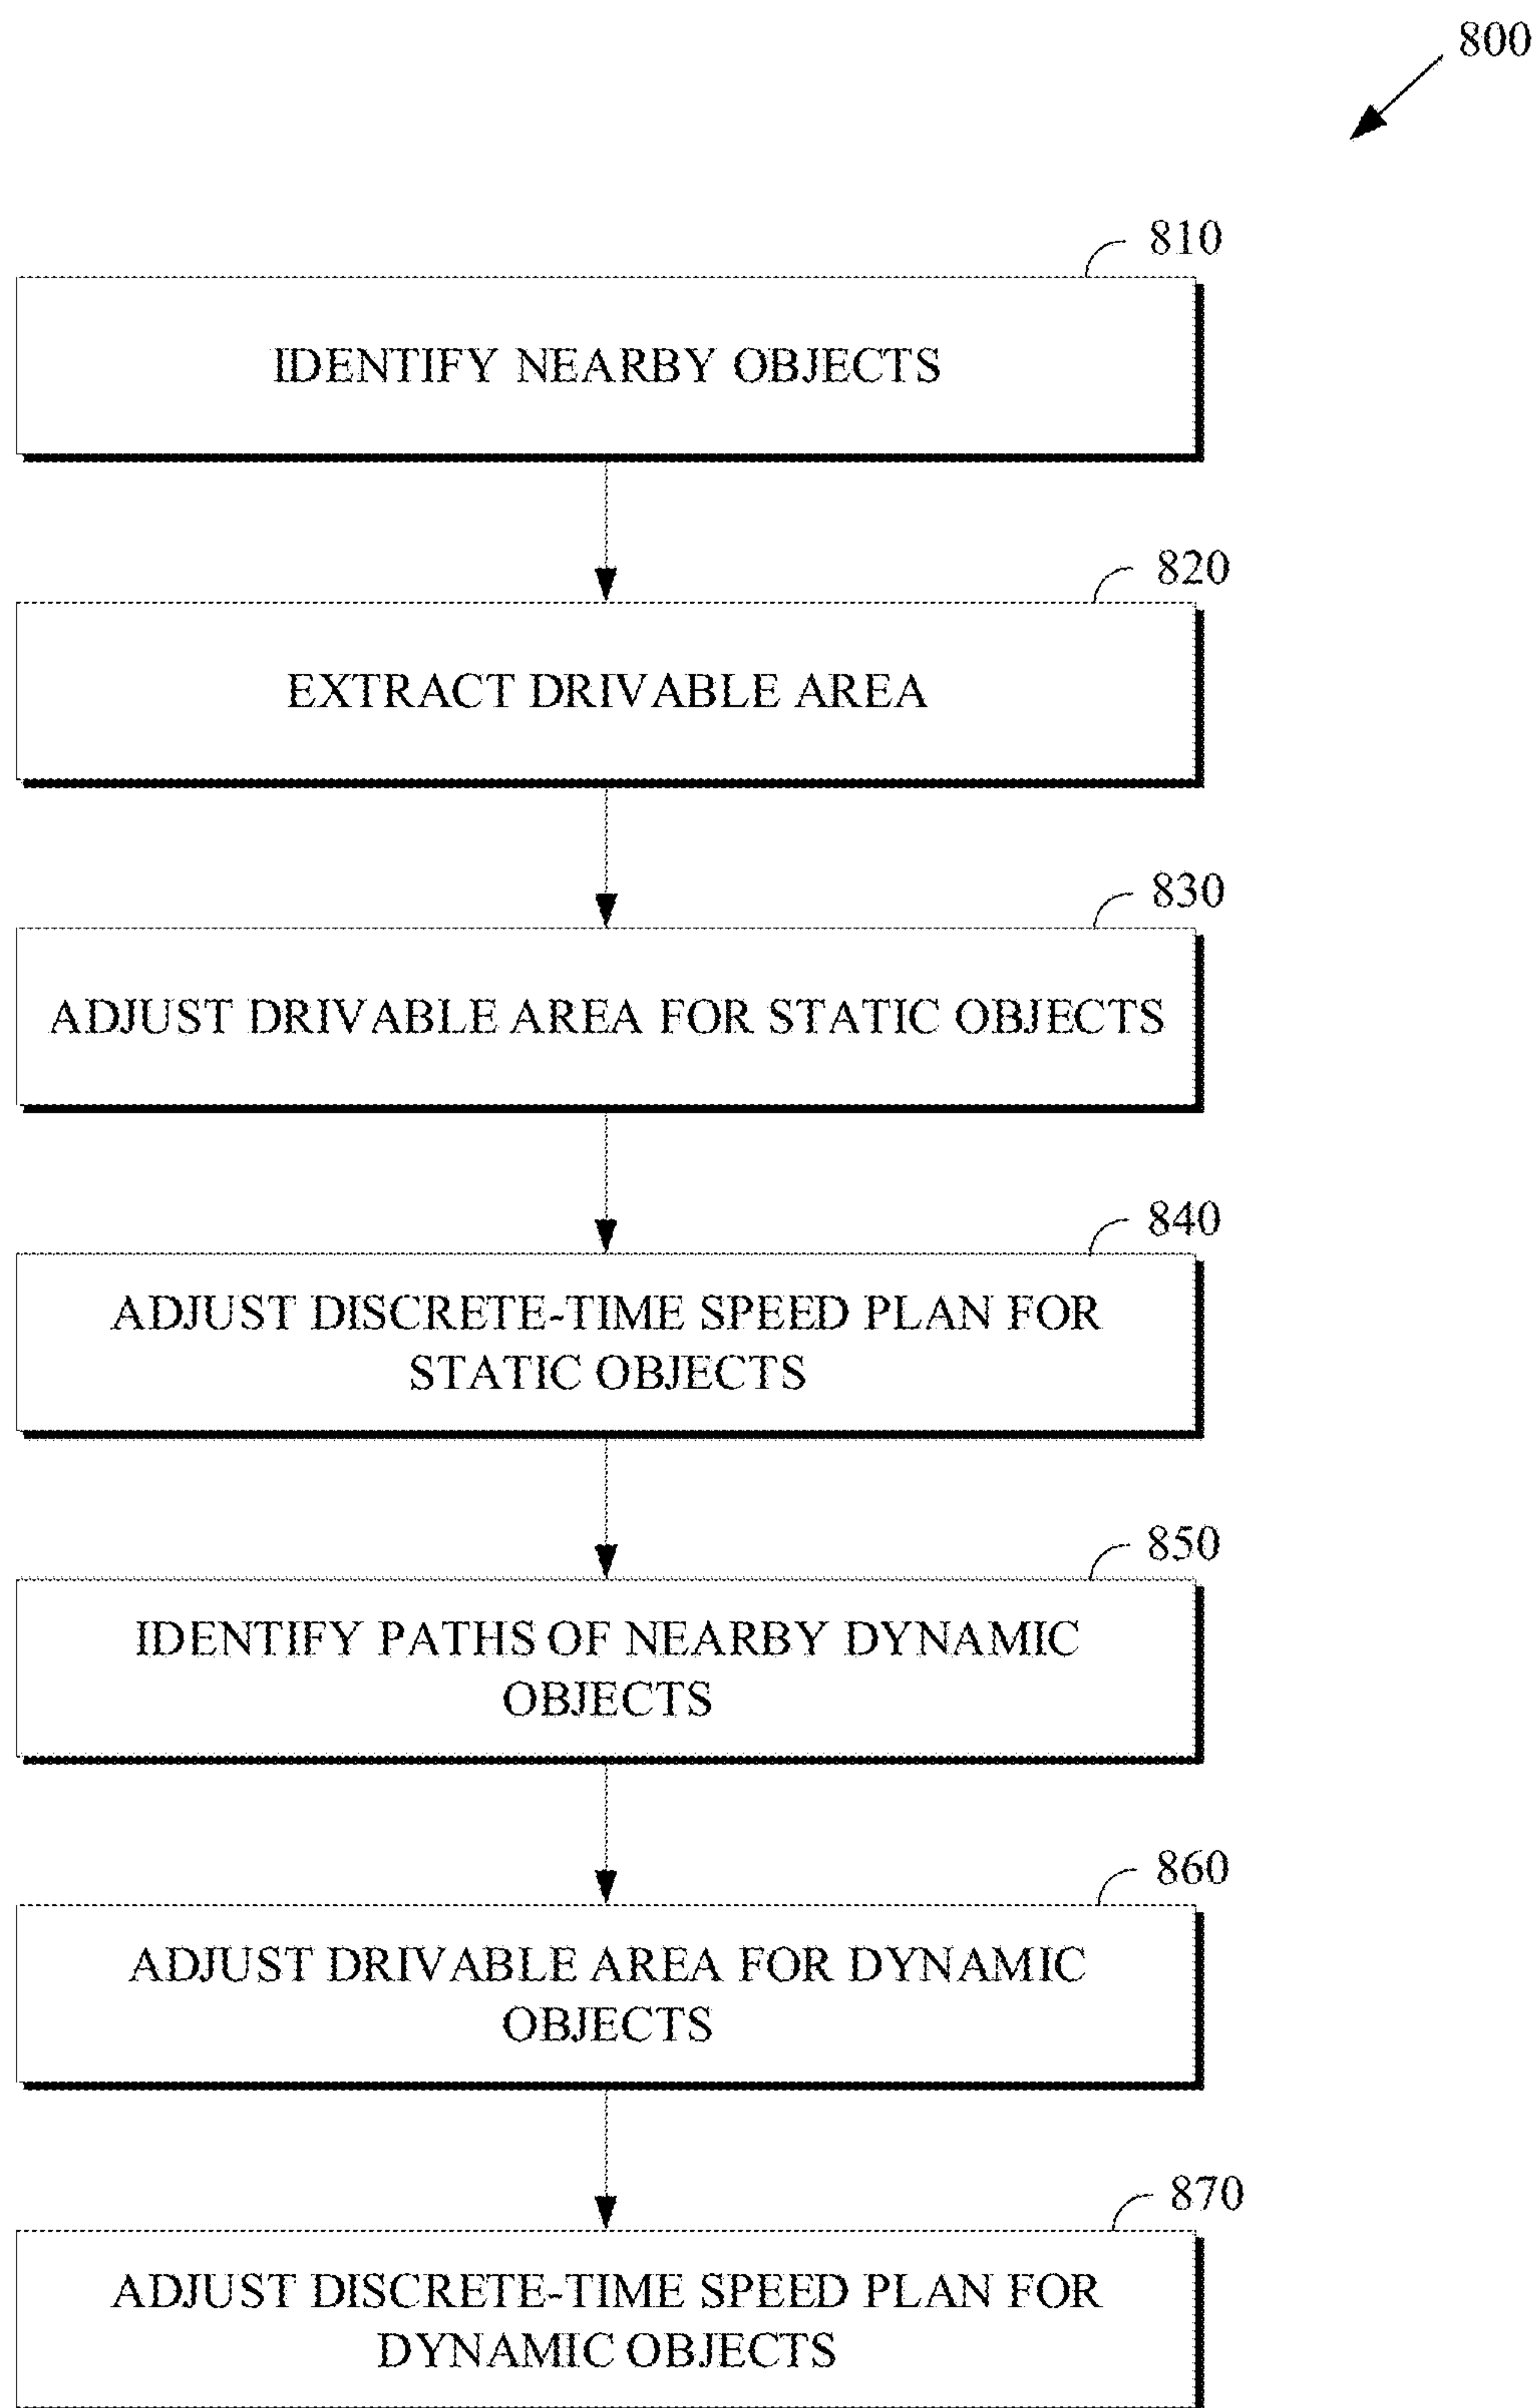 800
810
IDENTIFY NEARBY OBJECTS
820
EXTRACT DRIVABLE AREA
830
ADJUST DRIVABLE AREA FOR STATIC OBJECTS
840
ADJUST DISCRETE-TIME SPEED PLAN FOR
STATIC OBJECTS
850
IDENTIFY PATHS OF NEARBY DYNAMIC
OBJECTS
860
ADJUST DRIVABLE AREA FOR DYNAMIC
OBJECTS
870
ADJUST DISCRETE-TIME SPEED PLAN FOR
DYNAMIC OBJECTS